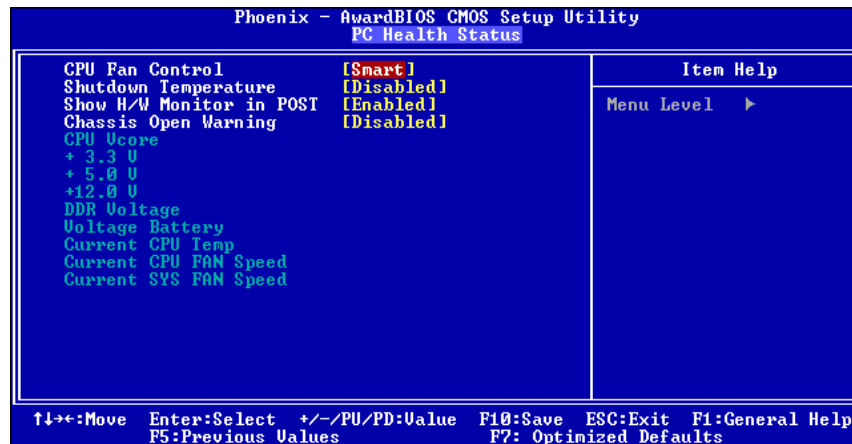 Phoenix - AwardBIOS CMOS Setup Utility
PC Health Status
CPU Fan Control [Smart]
Shutdown Temperature [Disabled]
Show H/W Monitor in POST [Enabled]
Chassis Open Warning [Disabled]
CPU Vcore
+ 3.3 V
+ 5.0 V
+12.0 V
DDR Voltage
Voltage Battery
Current CPU Temp
Current CPU FAN Speed
Current SYS FAN Speed
Item Help
Menu Level ▶
↑↓→←:Move Enter:Select +/-/PU/PD:Value F10:Save ESC:Exit F1:General Help
F5:Previous Values F7: Optimized Defaults